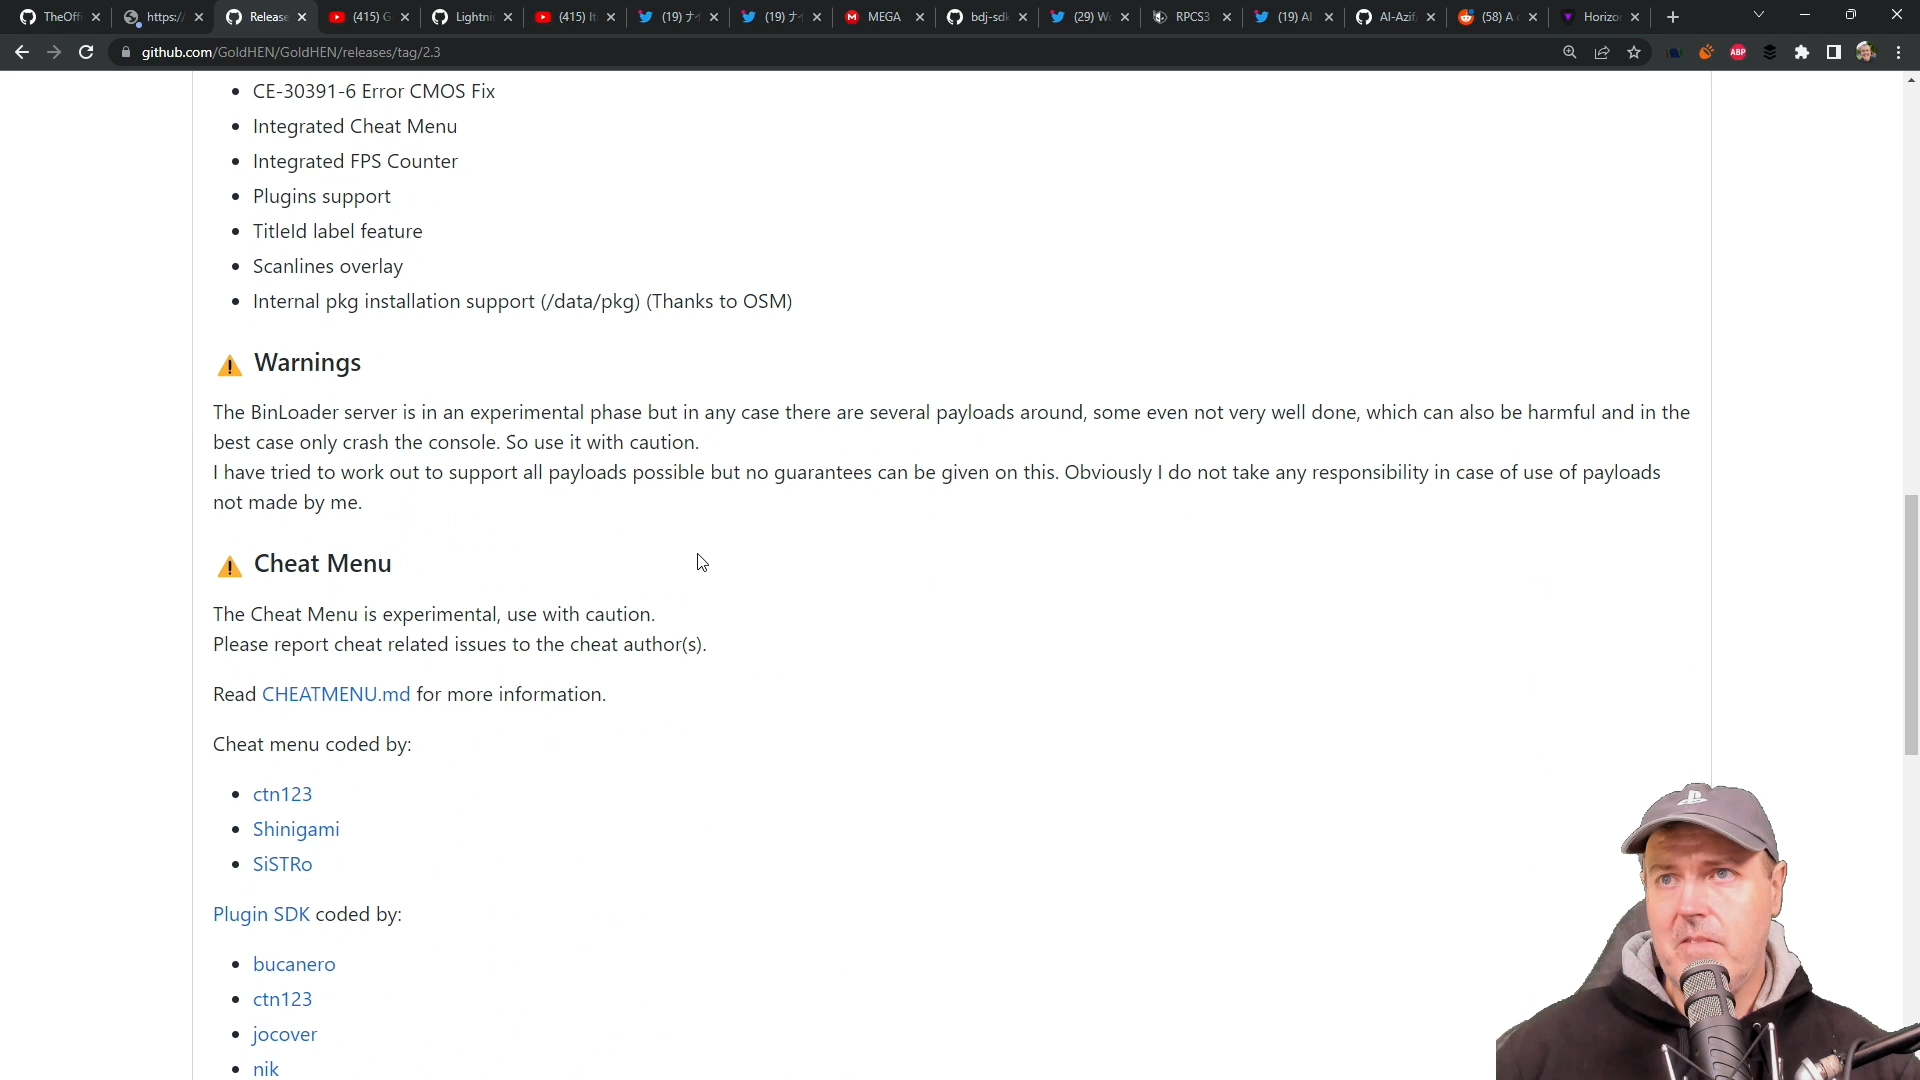 TheOffi
https:/
Release
(415) G
Lightni
(415) It
(19) ナイ
(19) ナイ
MEGA
bdj-sdk
(29) We
RPCS3
(19) Al
Al-Azif
(58) A c
Horizo
github.com/GoldHEN/GoldHEN/releases/tag/2.3
ABP
• CE-30391-6 Error CMOS Fix
• Integrated Cheat Menu
• Integrated FPS Counter
• Plugins support
• TitleId label feature
• Scanlines overlay
• Internal pkg installation support (/data/pkg) (Thanks to OSM)
Warnings
The BinLoader server is in an experimental phase but in any case there are several payloads around, some even not very well done, which can also be harmful and in the
best case only crash the console. So use it with caution.
I have tried to work out to support all payloads possible but no guarantees can be given on this. Obviously I do not take any responsibility in case of use of payloads
not made by me.
Cheat Menu
The Cheat Menu is experimental, use with caution.
Please report cheat related issues to the cheat author(s).
Read CHEATMENU.md for more information.
Cheat menu coded by:
• ctn123
• Shinigami
• SiSTRo
Plugin SDK coded by:
• bucanero
• ctn123
• jocover
• nik